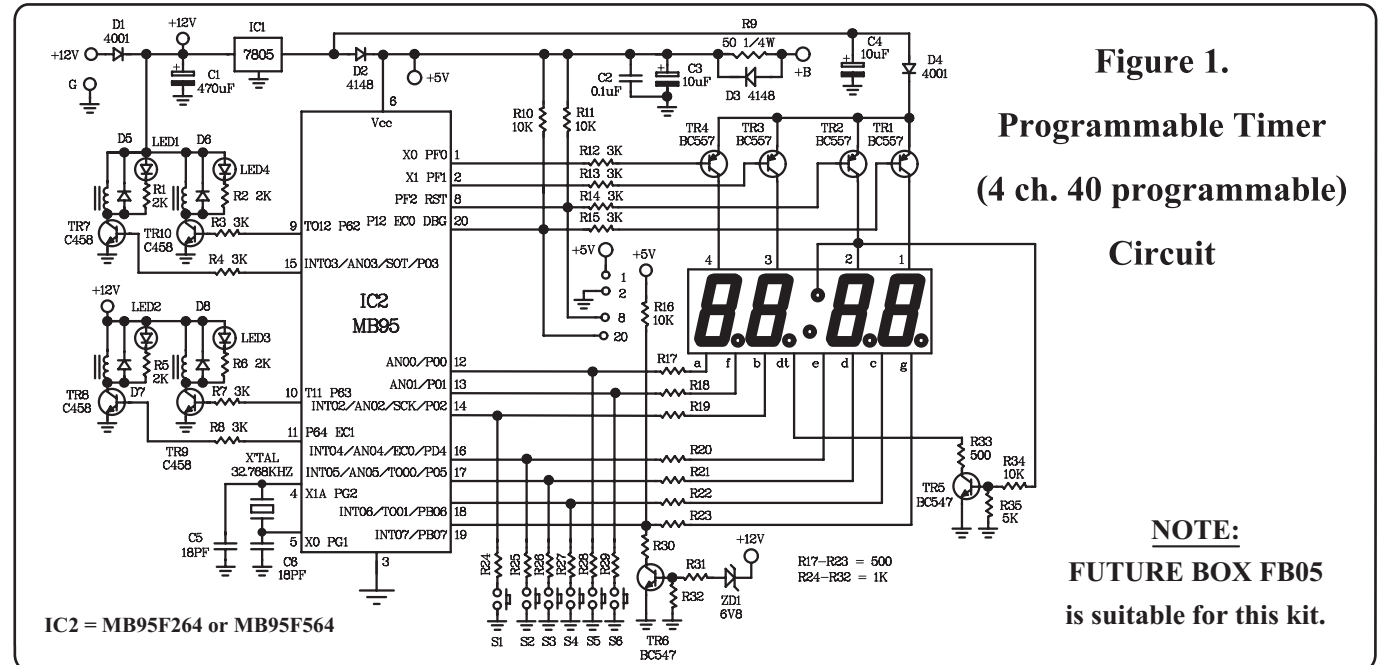 Figure 1.
Programmable Timer
(4 ch. 40 programmable)
Circuit
D1
4001
+12V
+12V
G
C1
470uF
IC1
7805
D2
4148
+5V
R10
10K
R11
10K
C2
0.1uF
C3
10uF
R9
50 1/4W
D3 4148
+B
C4
10uF
D4
4001
TR4
BC557
TR3
BC557
TR2
BC557
TR1
BC557
D5
LED1
D6
LED4
R1
2K
R2 2K
TR7
C458
TR10
C458
R3 3K
R4 3K
+12V
LED2
D8
LED3
R5
2K
R6 2K
TR8
C458
D7
R7 3K
R8 3K
TR9
C458
X'TAL
32.768KHZ
C5
18PF
C6
18PF
6
Vcc
X0 PF0 1
X1 PF1 2
PF2 RST 8
P12 EC0 DBG 20
9 TO12 P62
15 INT03/AN03/SOT/P03
IC2
MB95
AN00/P00 12
AN01/P01 13
10 T11 P63
INT02/AN02/SCK/P02 14
11 P64 EC1
INT04/AN04/EC0/PD4 16
INT05/AN05/TO00/P05 17
4 X1A PG2
INT06/TO01/PB06 18
5 X0 PG1
INT07/PB07 19
3
R12 3K
R13 3K
R14 3K
R15 3K
+5V
1
2
8
20
+5V
R16
10K
4 3 2 1
88:88
a f b dt e d c g
R17
R18
R19
R20
R21
R22
R23
R33
500
R34
10K
TR5
BC547
R35
5K
R24
R25
R26
R27
R28
R29
R30
R31
R32
+12V
ZD1
6V8
TR6
BC547
S1 S2 S3 S4 S5 S6
R17-R23 = 500
R24-R32 = 1K
IC2 = MB95F264 or MB95F564
NOTE:
FUTURE BOX FB05
is suitable for this kit.